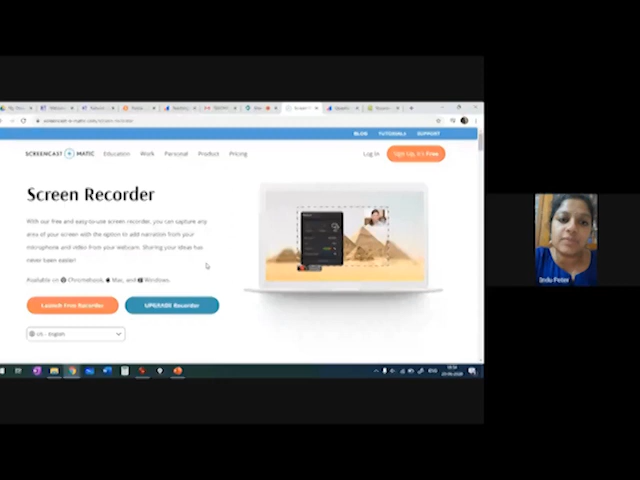 BLOG TUTORIALS SUPPORT
SCREENCAST MATIC Education Work Personal Product Pricing Log In Sign Up, It's Free
Screen Recorder
With our free and easy-to-use screen recorder, you can capture any
area of your screen with the option to add narration from your
microphone and video from your webcam. Sharing your ideas has
never been easier!
Available on Chromebook, Mac, and Windows.
Launch Free Recorder UPGRADE Recorder
US - English
Indu Peter